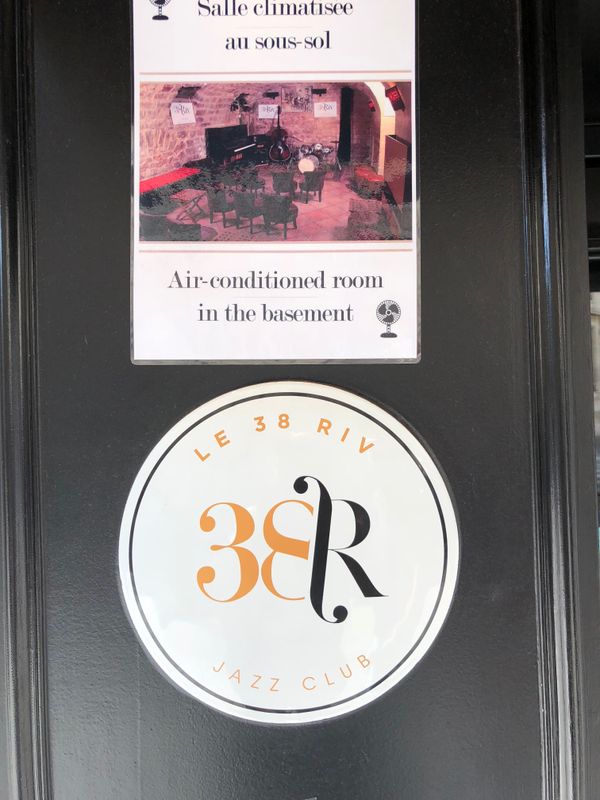 Salle climatisée
au sous-sol
Air-conditioned room
in the basement
LE 38 RIV
38R
JAZZ CLUB